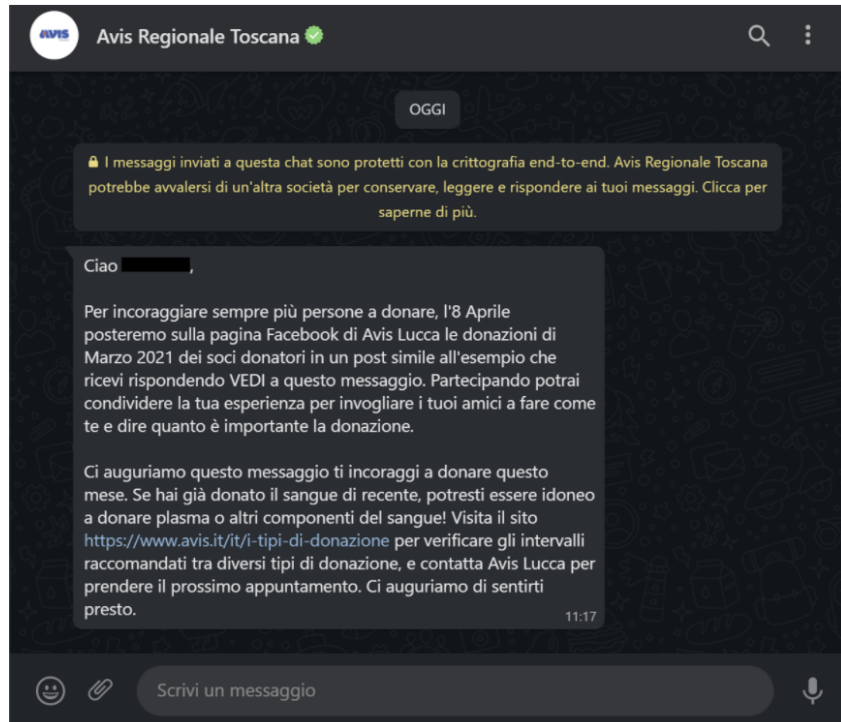 AVIS
Avis Regionale Toscana
OGGI
I messaggi inviati a questa chat sono protetti con la crittografia end-to-end. Avis Regionale Toscana
potrebbe avvalersi di un'altra società per conservare, leggere e rispondere ai tuoi messaggi. Clicca per
saperne di più.
Ciao ,
Per incoraggiare sempre più persone a donare, l'8 Aprile
posteremo sulla pagina Facebook di Avis Lucca le donazioni di
Marzo 2021 dei soci donatori in un post simile all'esempio che
ricevi rispondendo VEDI a questo messaggio. Partecipando potrai
condividere la tua esperienza per invogliare i tuoi amici a fare come
te e dire quanto è importante la donazione.
Ci auguriamo questo messaggio ti incoraggi a donare questo
mese. Se hai già donato il sangue di recente, potresti essere idoneo
a donare plasma o altri componenti del sangue! Visita il sito
https://www.avis.it/it/i-tipi-di-donazione per verificare gli intervalli
raccomandati tra diversi tipi di donazione, e contatta Avis Lucca per
prendere il prossimo appuntamento. Ci auguriamo di sentirti
presto.
11:17
Scrivi un messaggio